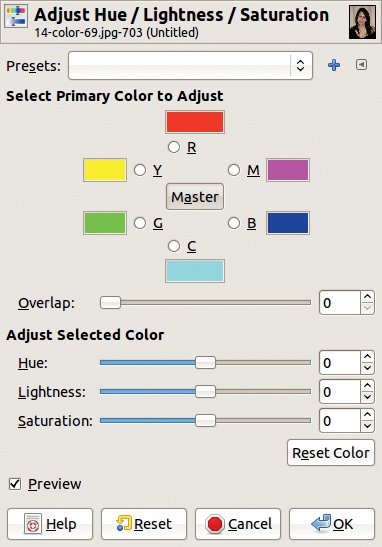 Adjust Hue / Lightness / Saturation
14-color-69.jpg-703 (Untitled)
Presets:
Select Primary Color to Adjust
R
Y M
Master
G B
C
Overlap: 0
Adjust Selected Color
Hue: 0
Lightness: 0
Saturation: 0
Reset Color
Preview
Help Reset Cancel OK